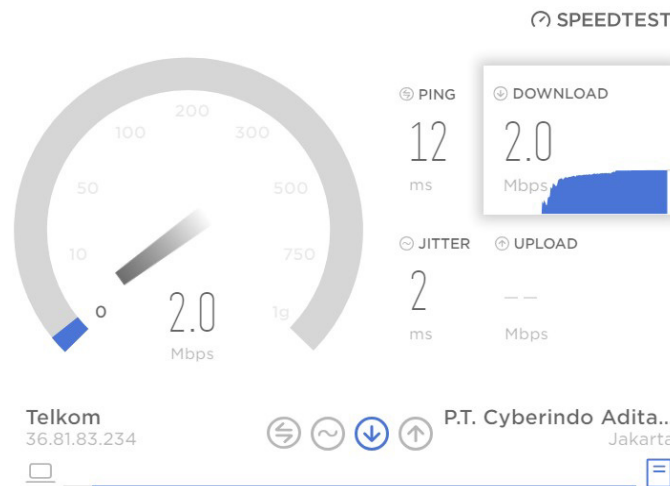 SPEEDTEST
200
100
300
50
500
10
750
0
1g
2.0
Mbps
PING
12
ms
DOWNLOAD
2.0
Mbps
JITTER
2
ms
UPLOAD
-- 
Mbps
Telkom
36.81.83.234
P.T. Cyberindo Adita..
Jakarta